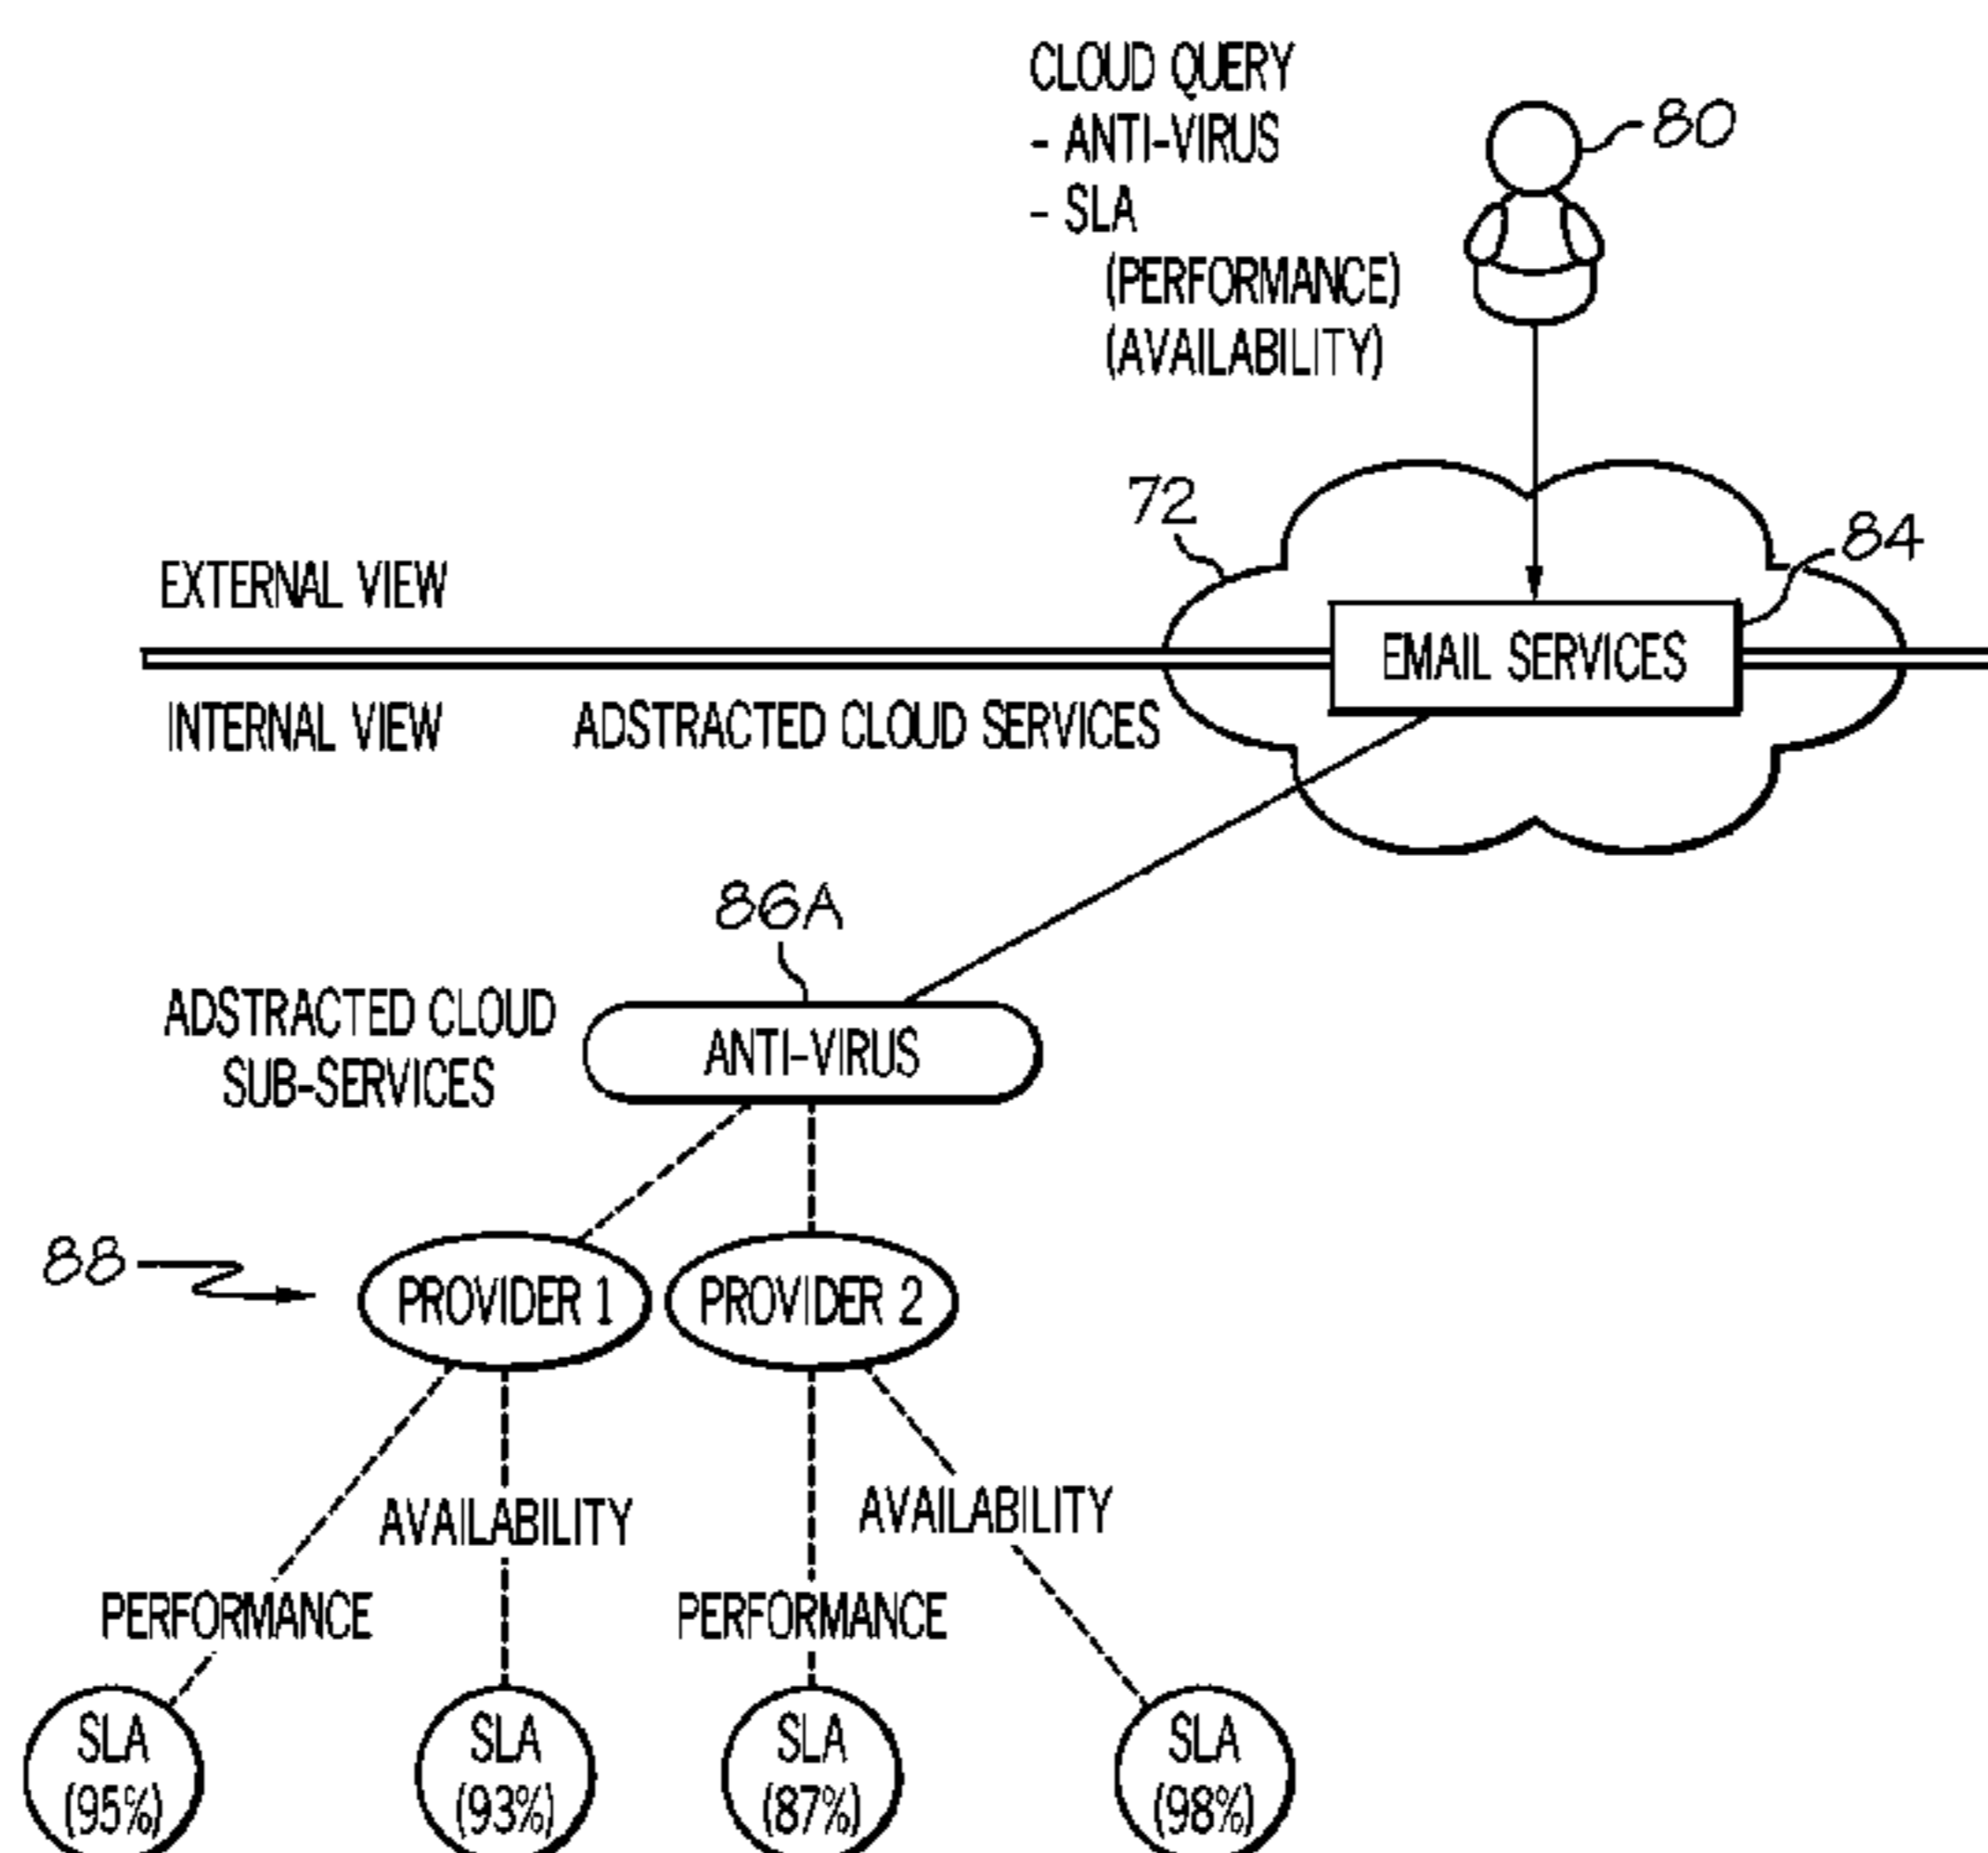 CLOUD QUERY
- ANTI-VIRUS
- SLA
(PERFORMANCE)
(AVAILABILITY)
80
72
84
EXTERNAL VIEW
EMAIL SERVICES
INTERNAL VIEW
ADSTRACTED CLOUD SERVICES
86A
ADSTRACTED CLOUD
SUB-SERVICES
ANTI-VIRUS
88
PROVIDER 1
PROVIDER 2
AVAILABILITY
AVAILABILITY
PERFORMANCE
PERFORMANCE
SLA
(95%)
SLA
(93%)
SLA
(87%)
SLA
(98%)